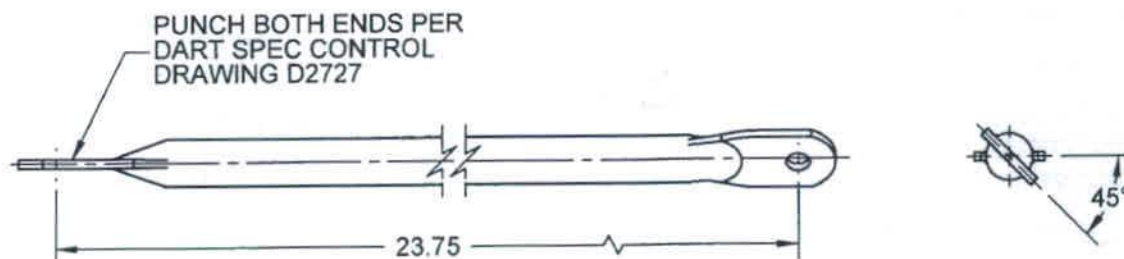 PUNCH BOTH ENDS PER
DART SPEC CONTROL
DRAWING D2727
23.75
45°